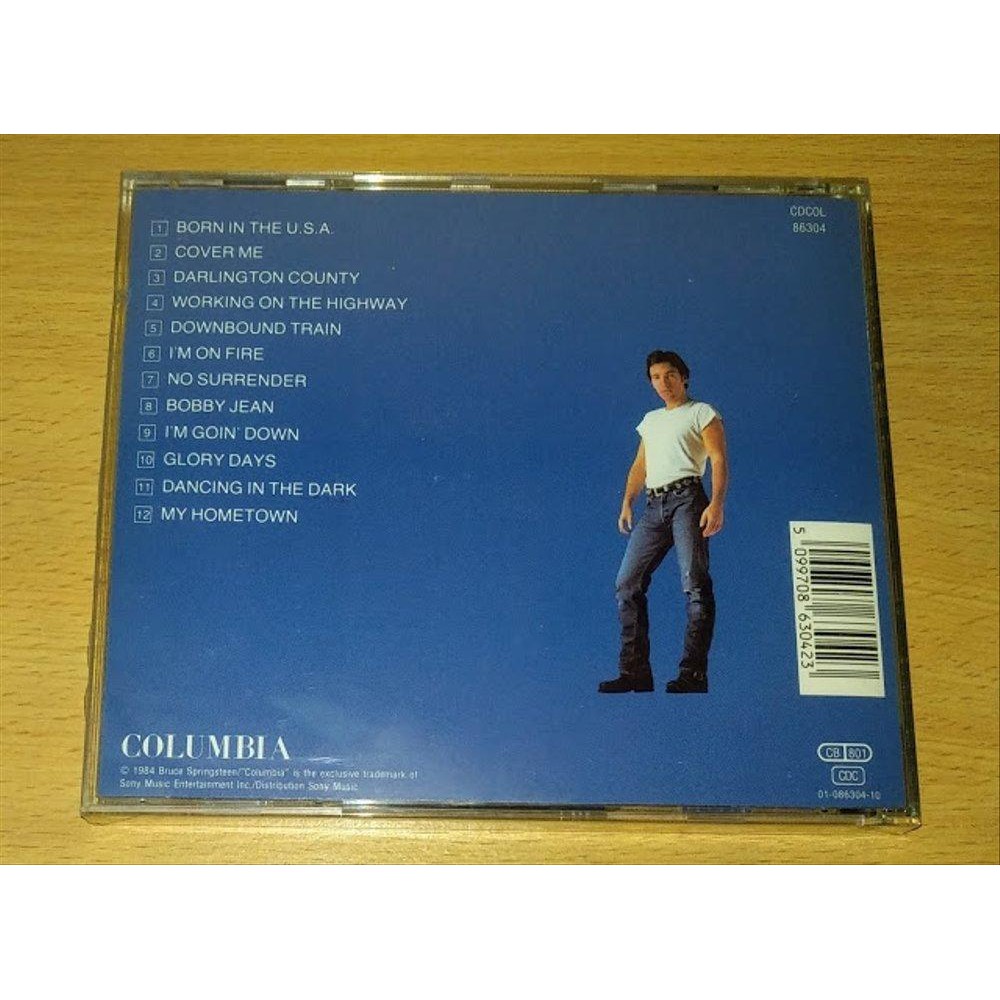 1 BORN IN THE U.S.A.
2 COVER ME
3 DARLINGTON COUNTY
4 WORKING ON THE HIGHWAY
5 DOWNBOUND TRAIN
6 I'M ON FIRE
7 NO SURRENDER
8 BOBBY JEAN
9 I'M GOIN' DOWN
10 GLORY DAYS
11 DANCING IN THE DARK
12 MY HOMETOWN
CDCOL
86304
5 099708 630423
COLUMBIA
© 1984 Bruce Springsteen/"Columbia" is the exclusive trademark of
Sony Music Entertainment Inc./Distribution Sony Music
CB 801
CDC
01-086304-10